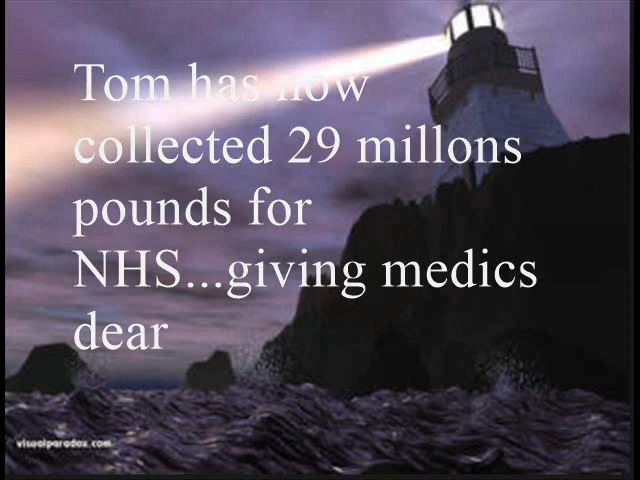 Tom has now
collected 29 millons
pounds for
NHS...giving medics
dear
visualparadox.com